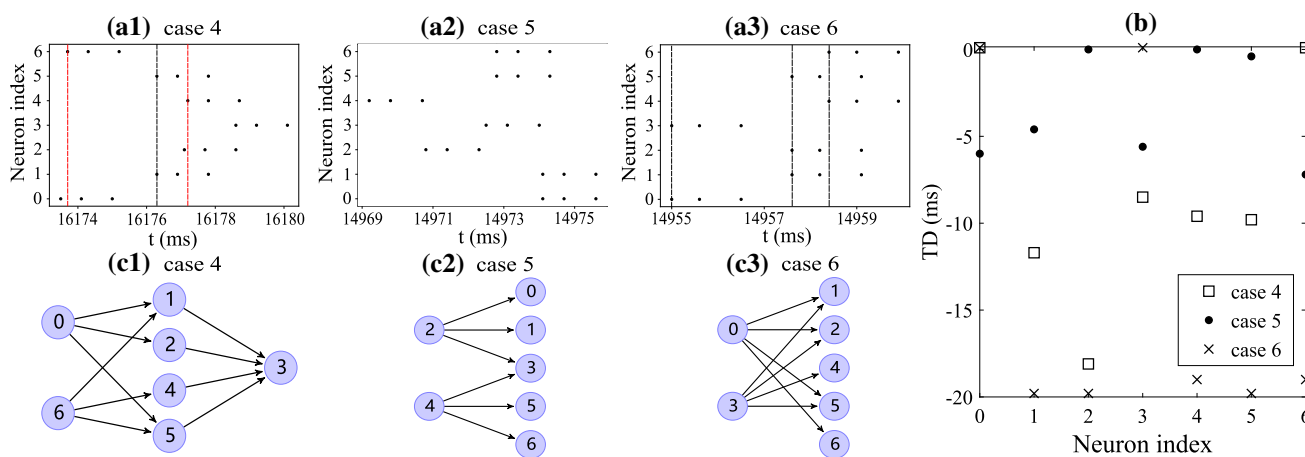 (a1) case 4
Neuron index
6
5
4
3
2
1
0
16174 16176 16178 16180
t (ms)
(a2) case 5
Neuron index
6
5
4
3
2
1
0
14969 14971 14973 14975
t (ms)
(a3) case 6
Neuron index
6
5
4
3
2
1
0
14955 14957 14959
t (ms)
(b)
TD (ms)
0
-5
-10
-15
-20
0 1 2 3 4 5 6
Neuron index
case 4
case 5
case 6
(c1) case 4
0
6
1
2
4
5
3
(c2) case 5
2
4
0
1
3
5
6
(c3) case 6
0
3
1
2
4
5
6